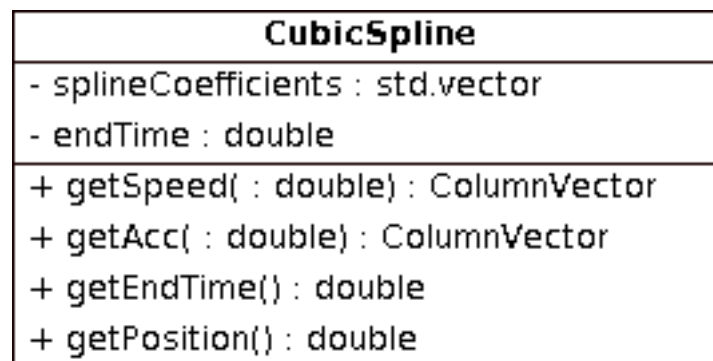 CubicSpline
- splineCoefficients : std.vector
- endTime : double
+ getSpeed( : double) : ColumnVector
+ getAcc( : double) : ColumnVector
+ getEndTime() : double
+ getPosition() : double